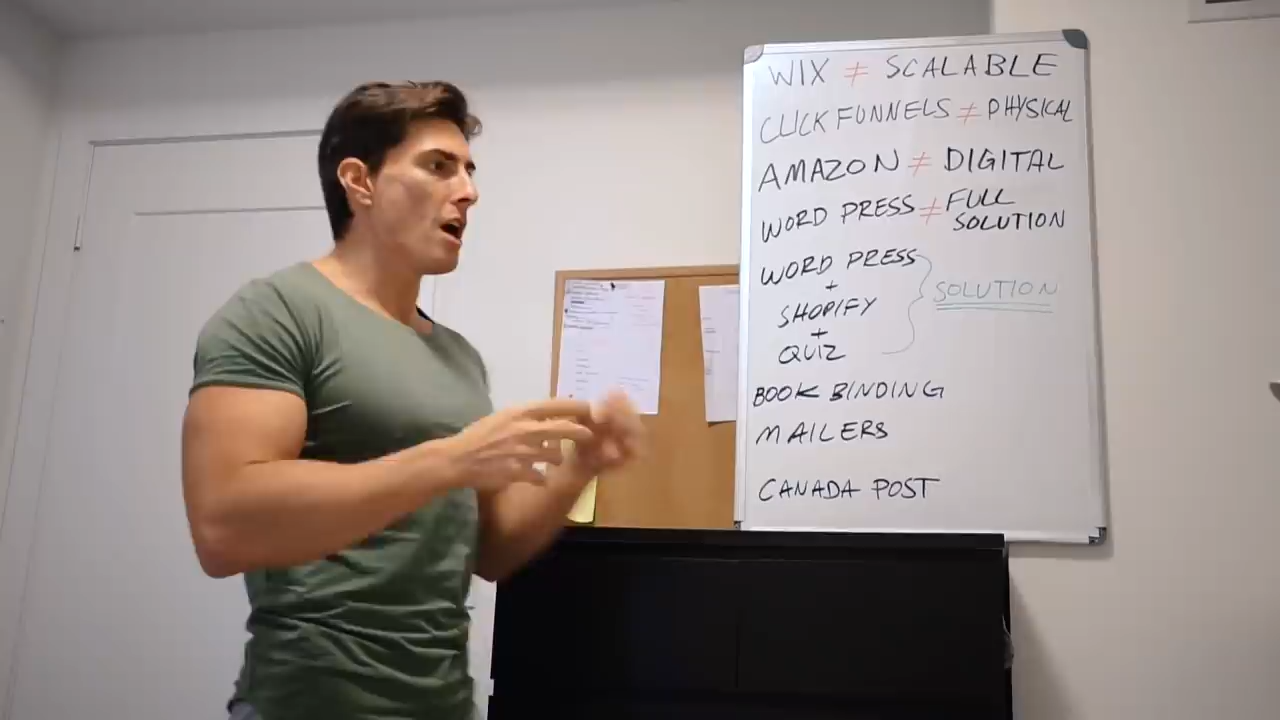 WIX ≠ SCALABLE
CLICK FUNNELS ≠ PHYSICAL
AMAZON ≠ DIGITAL
WORD PRESS ≠ FULL
SOLUTION
WORD PRESS
+
SHOPIFY
+
QUIZ
SOLUTION
BOOK BINDING
MAILERS
CANADA POST